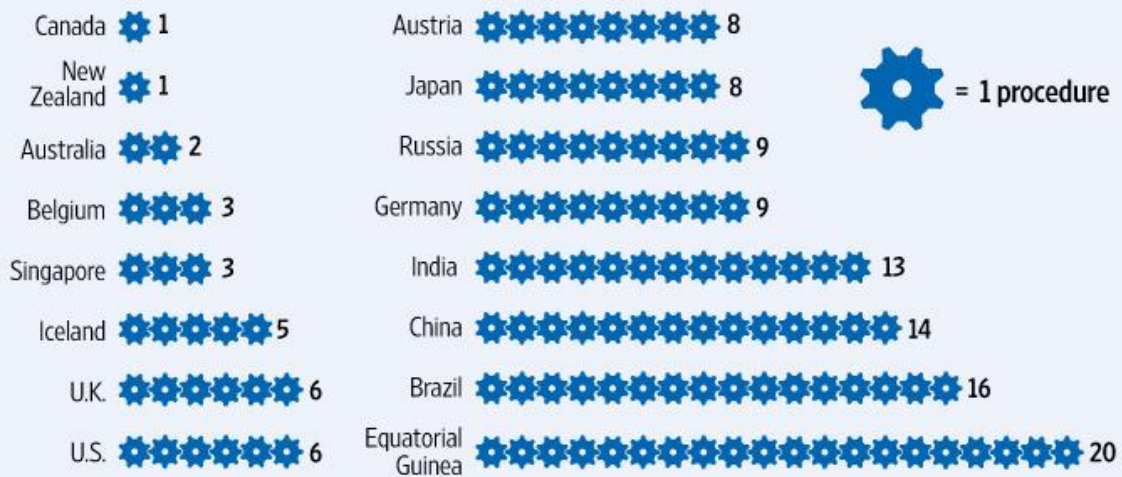 Canada 1
New
Zealand 1
Australia 2
Belgium 3
Singapore 3
Iceland 5
U.K. 6
U.S. 6
Austria 8
Japan 8
Russia 9
Germany 9
India 13
China 14
Brazil 16
Equatorial
Guinea 20
= 1 procedure